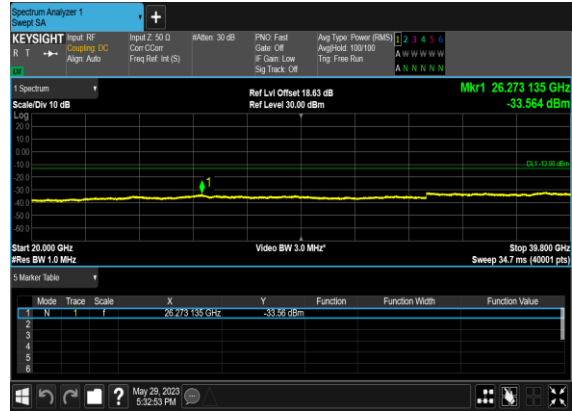 Spectrum Analyzer 1
Swept SA
+
KEYSIGHT Input: RF Input Z: 50 Ω #Atten: 30 dB PNO: Fast Avg Type: Power (RMS) 1 2 3 4 5 6
R T Coupling: DC Corr CCorr Gate: Off Avg|Hold: 100/100 A W W W W W
Align: Auto Freq Ref: Int (S) IF Gain: Low Trig: Free Run
Sig Track: Off A N N N N N
1 Spectrum Ref Lvl Offset 18.63 dB Mkr1 26.273 135 GHz
Scale/Div 10 dB Ref Level 30.00 dBm -33.564 dBm
Log
20.0
10.0
0.00
-10.0 DL1 -13.00 dBm
-20.0
-30.0 1
-40.0
-50.0
-60.0
Start 20.000 GHz Video BW 3.0 MHz* Stop 39.800 GHz
#Res BW 1.0 MHz Sweep 34.7 ms (40001 pts)
5 Marker Table
Mode Trace Scale X Y Function Function Width Function Value
1 N 1 f 26.273 135 GHz -33.56 dBm
2
3
4
5
6
? May 29, 2023
5:32:53 PM